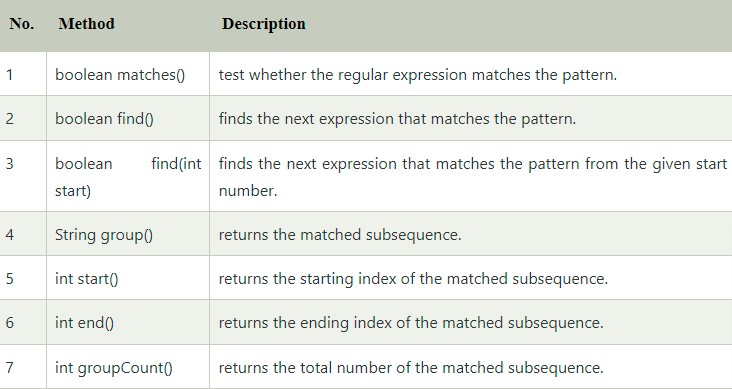 No. Method Description
1 boolean matches() test whether the regular expression matches the pattern.
2 boolean find() finds the next expression that matches the pattern.
3 boolean find(int finds the next expression that matches the pattern from the given start
start) number.
4 String group() returns the matched subsequence.
5 int start() returns the starting index of the matched subsequence.
6 int end() returns the ending index of the matched subsequence.
7 int groupCount() returns the total number of the matched subsequence.